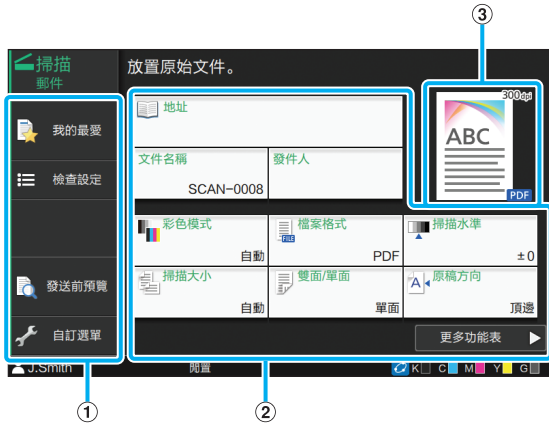 ③
掃描
郵件
放置原始文件。
300dpi
地址
ABC
我的最愛
文件名稱
發件人
檢查設定
SCAN-0008
PDF
彩色模式
檔案格式
掃描水準
FILE
自動
PDF
±0
掃描大小
雙面/單面
原稿方向
A
發送前預覽
自動
單面
頂邊
自訂選單
更多功能表
J.Smith
閒置
K C M Y G
① ②